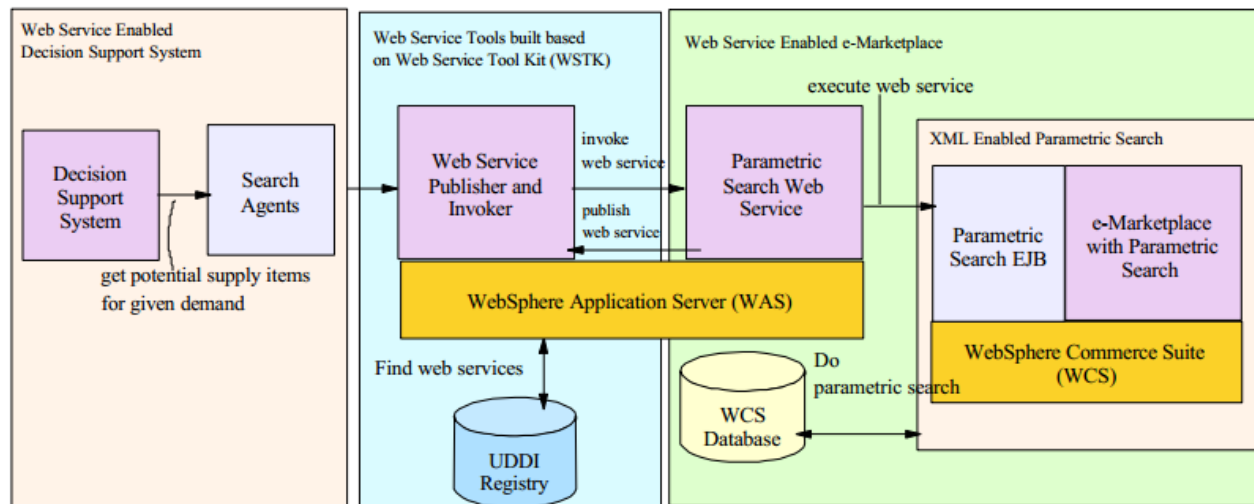 Web Service Enabled
Decision Support System
Decision
Support
System
Search
Agents
get potential supply items
for given demand
Web Service Tools built based
on Web Service Tool Kit (WSTK)
Web Service
Publisher and
Invoker
invoke
web service
publish
web service
WebSphere Application Server (WAS)
Find web services
UDDI
Registry
Web Service Enabled e-Marketplace
execute web service
Parametric
Search Web
Service
XML Enabled Parametric Search
Parametric
Search EJB
e-Marketplace
with Parametric
Search
WebSphere Commerce Suite
(WCS)
Do
parametric search
WCS
Database